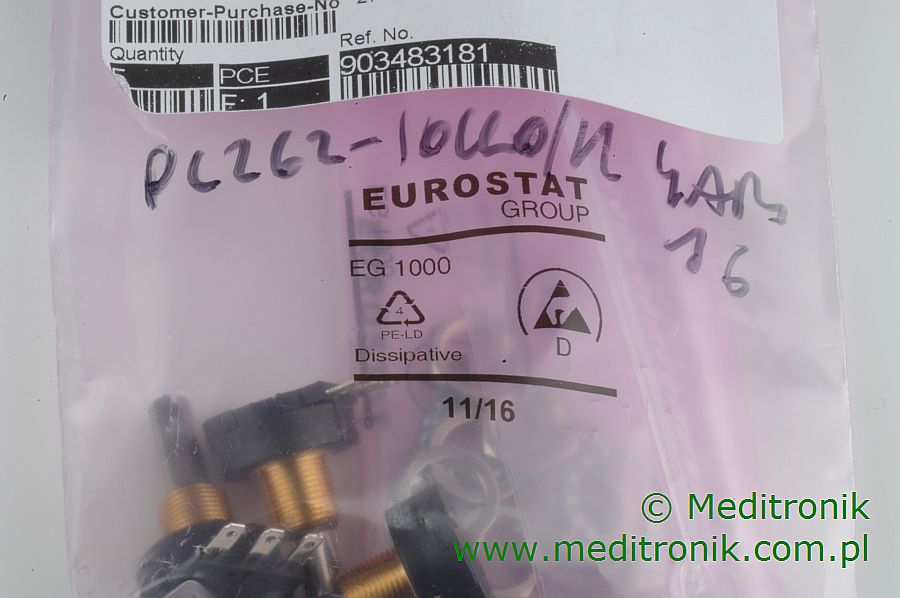 Customer-Purchase-No
Quantity
PCE
Ref. No.
903483181
E: 1
EUROSTAT
GROUP
EG 1000
4
PE-LD
Dissipative
D
11/16
© Meditronik
www.meditronik.com.pl